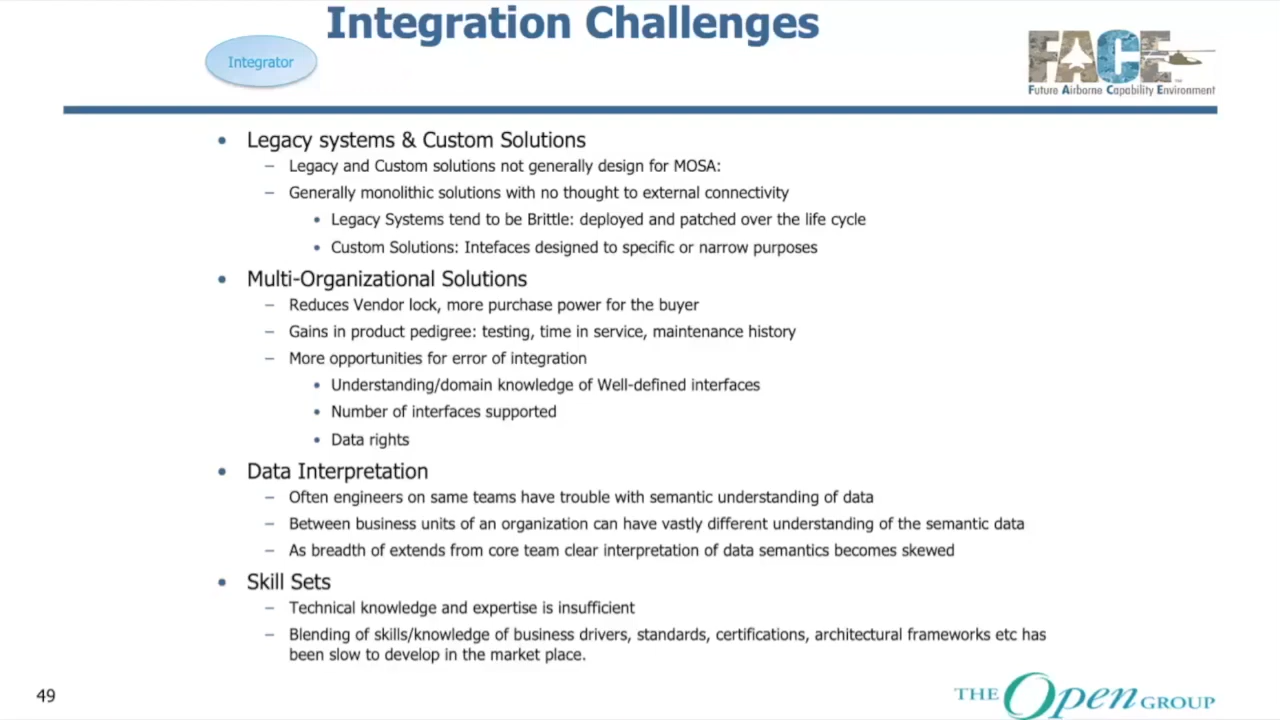 Integration Challenges
Integrator
FACE
Future Airborne Capability Environment
• Legacy systems & Custom Solutions
– Legacy and Custom solutions not generally design for MOSA:
– Generally monolithic solutions with no thought to external connectivity
• Legacy Systems tend to be Brittle: deployed and patched over the life cycle
• Custom Solutions: Intefaces designed to specific or narrow purposes
• Multi-Organizational Solutions
– Reduces Vendor lock, more purchase power for the buyer
– Gains in product pedigree: testing, time in service, maintenance history
– More opportunities for error of integration
• Understanding/domain knowledge of Well-defined interfaces
• Number of interfaces supported
• Data rights
• Data Interpretation
– Often engineers on same teams have trouble with semantic understanding of data
– Between business units of an organization can have vastly different understanding of the semantic data
– As breadth of extends from core team clear interpretation of data semantics becomes skewed
• Skill Sets
– Technical knowledge and expertise is insufficient
– Blending of skills/knowledge of business drivers, standards, certifications, architectural frameworks etc has
been slow to develop in the market place.
49
THE Open GROUP